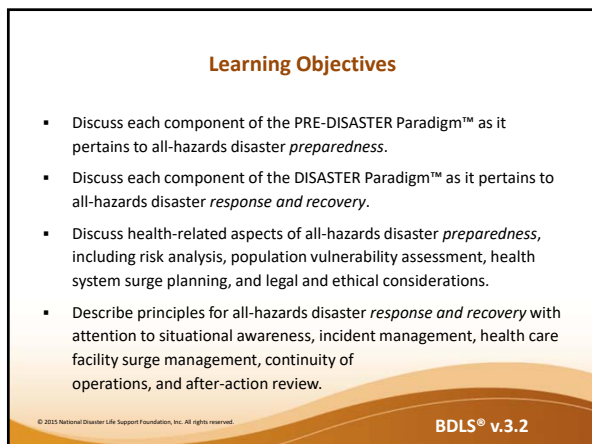 Learning Objectives
▪ Discuss each component of the PRE-DISASTER Paradigm™ as it
pertains to all-hazards disaster preparedness.
▪ Discuss each component of the DISASTER Paradigm™ as it pertains to
all-hazards disaster response and recovery.
▪ Discuss health-related aspects of all-hazards disaster preparedness,
including risk analysis, population vulnerability assessment, health
system surge planning, and legal and ethical considerations.
▪ Describe principles for all-hazards disaster response and recovery with
attention to situational awareness, incident management, health care
facility surge management, continuity of
operations, and after-action review.
© 2015 National Disaster Life Support Foundation, Inc. All rights reserved.
BDLS® v.3.2